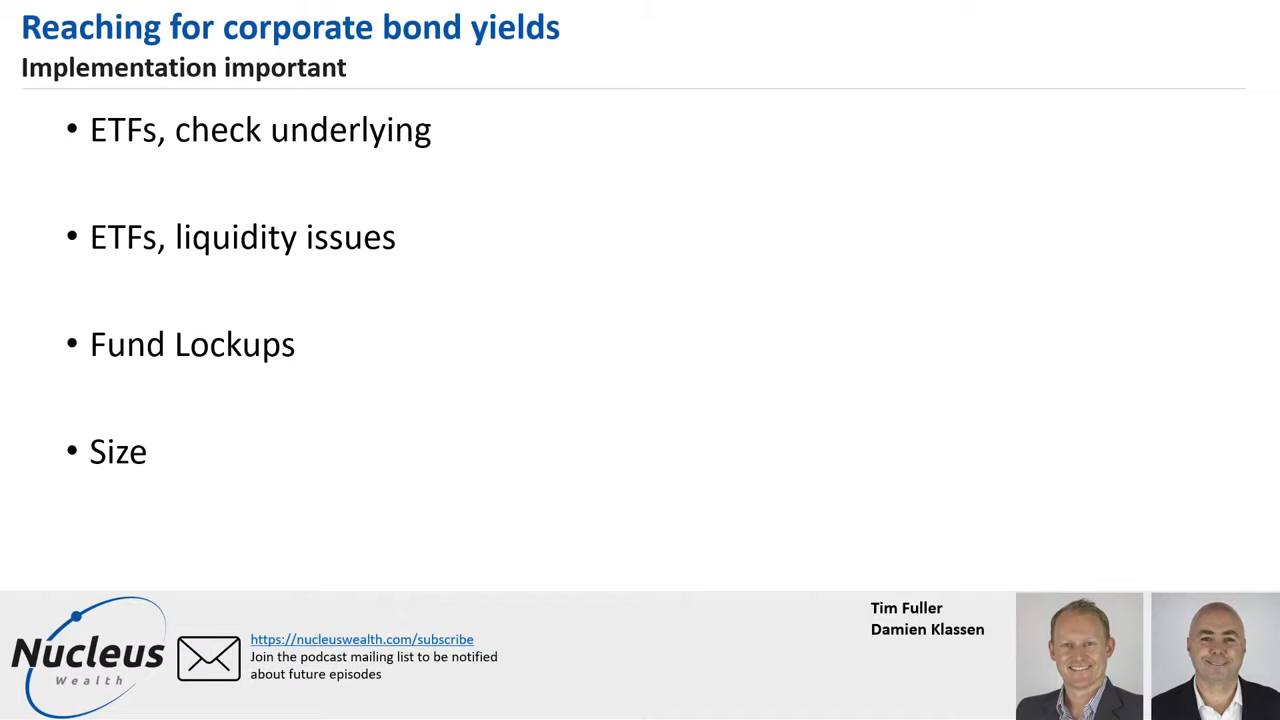 Reaching for corporate bond yields
Implementation important
• ETFs, check underlying
• ETFs, liquidity issues
• Fund Lockups
• Size
Nucleus
Wealth
https://nucleuswealth.com/subscribe
Join the podcast mailing list to be notified
about future episodes
Tim Fuller
Damien Klassen